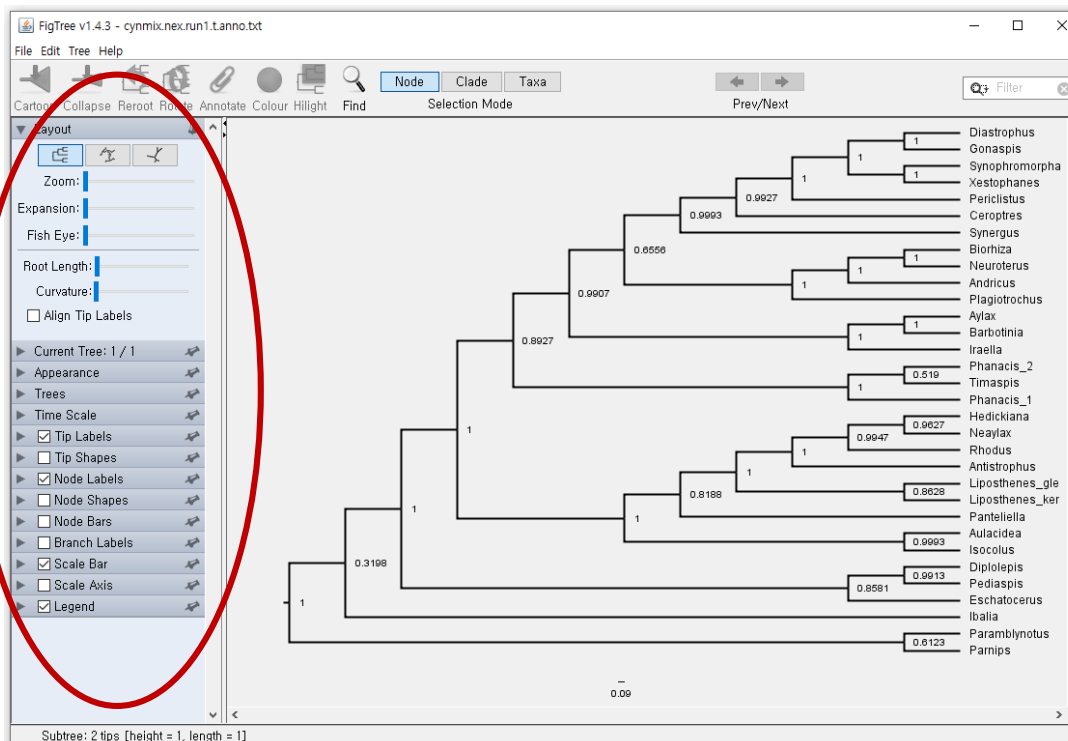 FigTree v1.4.3 - cynmix.nex.run1.t.anno.txt
File Edit Tree Help
Cartoon Collapse Reroot Rotate Annotate Colour Hilight Find
Node Clade Taxa
Selection Mode
Prev/Next
Filter
Layout
Zoom:
Expansion:
Fish Eye:
Root Length:
Curvature:
Align Tip Labels
Current Tree: 1 / 1
Appearance
Trees
Time Scale
Tip Labels
Tip Shapes
Node Labels
Node Shapes
Node Bars
Branch Labels
Scale Bar
Scale Axis
Legend
Diastrophus
1
Gonaspis
1
Synophromorpha
1
1
Xestophanes
0.9927
Periclistus
0.9993
Ceroptres
Synergus
0.6556
Biorhiza
1
Neuroterus
1
Andricus
1
0.9907
Plagiotrochus
Aylax
1
Barbotinia
1
0.8927
Iraella
Phanacis_2
0.519
Timaspis
1
Phanacis_1
Hedickiana
0.9627
1
Neaylax
0.9947
Rhodus
1
Antistrophus
Liposthenes_gle
0.8628
0.8188
Liposthenes_ker
1
Panteliella
1
Aulacidea
0.9993
Isocolus
0.3198
Diplolepis
0.9913
Pediaspis
0.8581
Eschatocerus
1
Ibalia
Paramblynotus
0.6123
Parnips
0.09
Subtree: 2 tips [height = 1, length = 1]